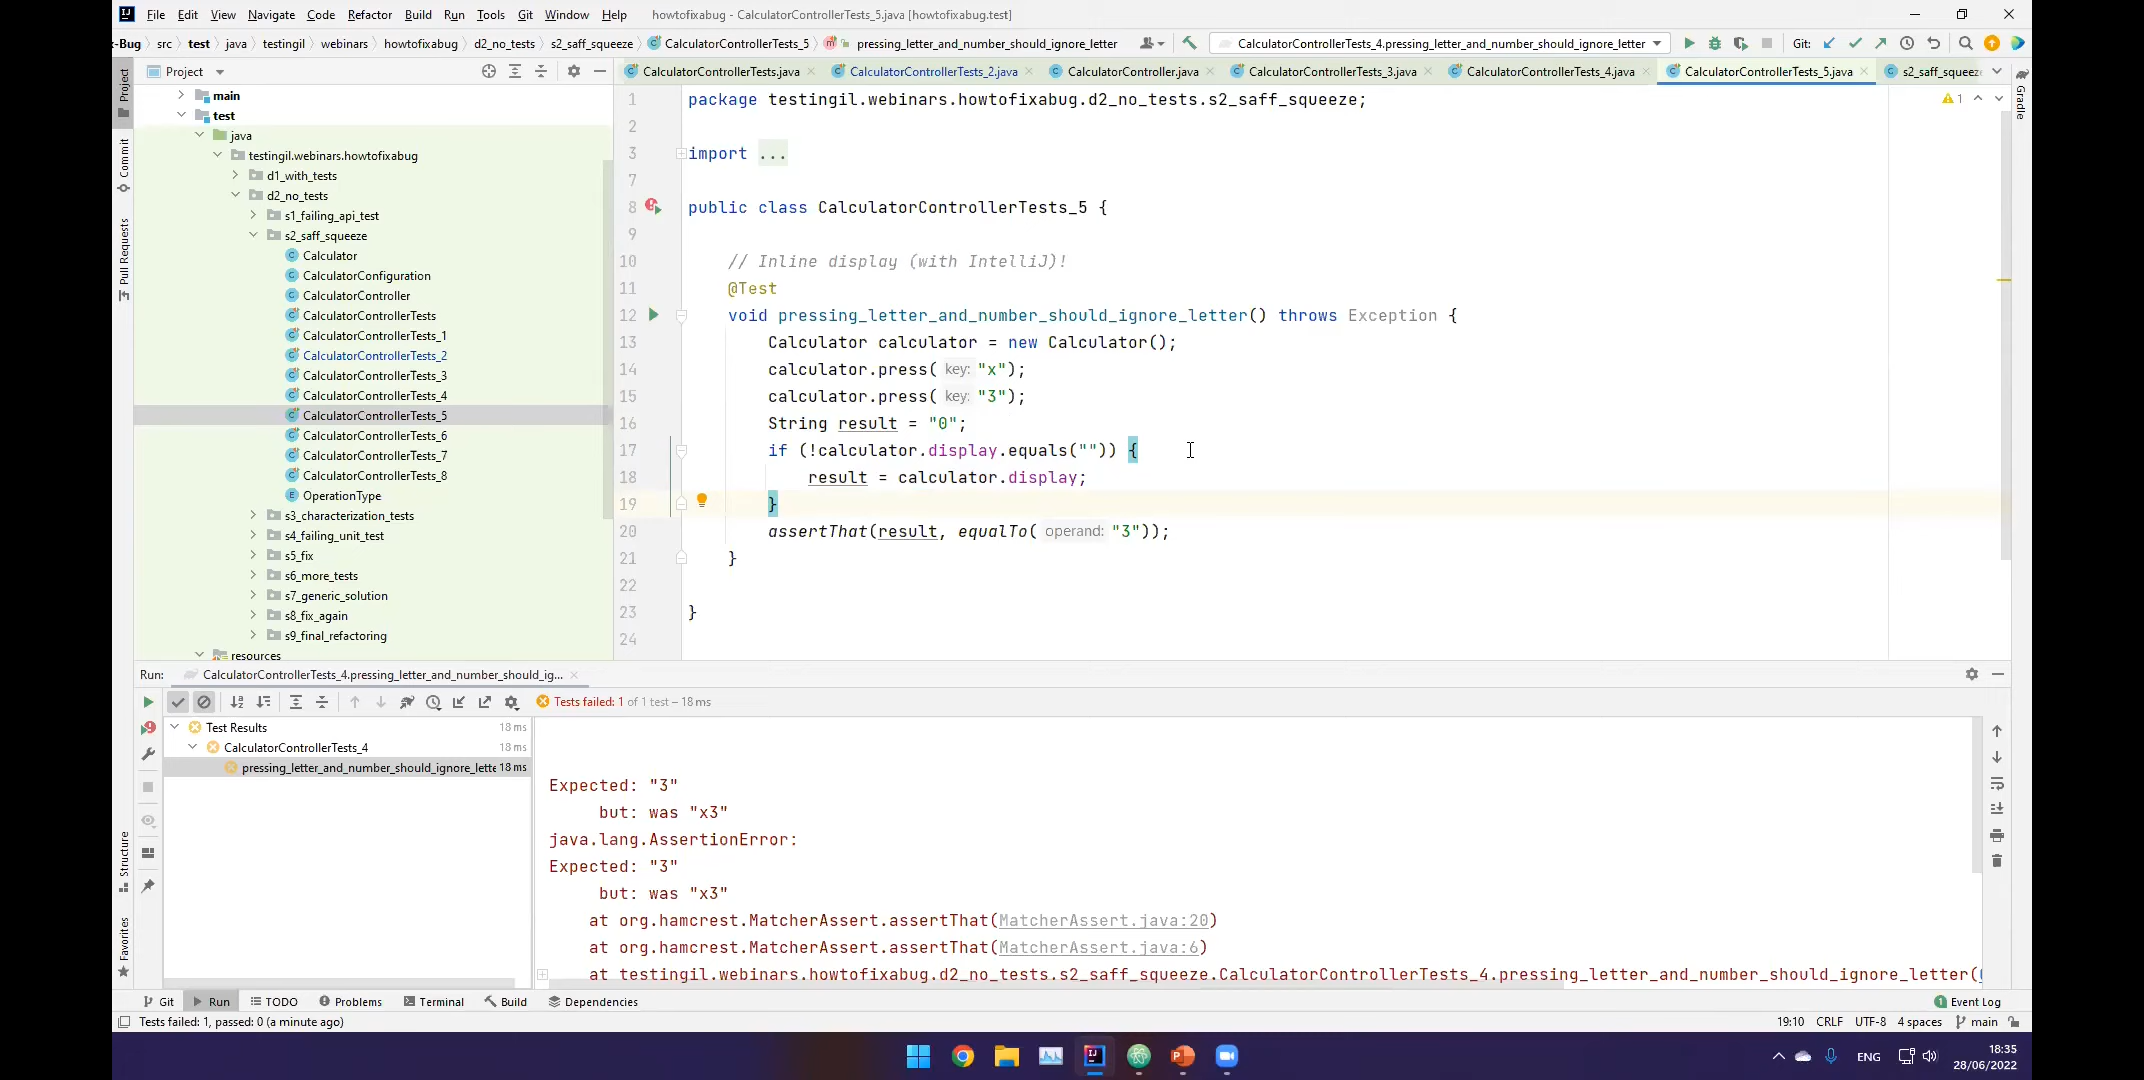 File Edit View Navigate Code Refactor Build Run Tools Git Window Help howtofixabug - CalculatorControllerTests_5.java [howtofixabug.test]
x-Bug src test java testingil webinars howtofixabug d2_no_tests s2_saff_squeeze CalculatorControllerTests_5 pressing_letter_and_number_should_ignore_letter CalculatorControllerTests_4.pressing_letter_and_number_should_ignore_letter Git:
Project
CalculatorControllerTests.java CalculatorControllerTests_2.java CalculatorController.java CalculatorControllerTests_3.java CalculatorControllerTests_4.java CalculatorControllerTests_5.java s2_saff_squeeze
Project
Commit
Pull Requests
Structure
Favorites
Gradle
main
test
java
testingil.webinars.howtofixabug
d1_with_tests
d2_no_tests
s1_failing_api_test
s2_saff_squeeze
Calculator
CalculatorConfiguration
CalculatorController
CalculatorControllerTests
CalculatorControllerTests_1
CalculatorControllerTests_2
CalculatorControllerTests_3
CalculatorControllerTests_4
CalculatorControllerTests_5
CalculatorControllerTests_6
CalculatorControllerTests_7
CalculatorControllerTests_8
OperationType
s3_characterization_tests
s4_failing_unit_test
s5_fix
s6_more_tests
s7_generic_solution
s8_fix_again
s9_final_refactoring
resources
1 package testingil.webinars.howtofixabug.d2_no_tests.s2_saff_squeeze; 1
2
3 import ...
7
8 public class CalculatorControllerTests_5 {
9
10 // Inline display (with IntelliJ)!
11 @Test
12 void pressing_letter_and_number_should_ignore_letter() throws Exception {
13 Calculator calculator = new Calculator();
14 calculator.press( key: "x");
15 calculator.press( key: "3");
16 String result = "0";
17 if (!calculator.display.equals("")) {
18 result = calculator.display;
19 }
20 assertThat(result, equalTo( operand: "3"));
21 }
22
23 }
24
Run: CalculatorControllerTests_4.pressing_letter_and_number_should_ig...
Tests failed: 1 of 1 test – 18 ms
Test Results 18 ms
CalculatorControllerTests_4 18 ms
pressing_letter_and_number_should_ignore_lette 18 ms
Expected: "3"
but: was "x3"
java.lang.AssertionError:
Expected: "3"
but: was "x3"
at org.hamcrest.MatcherAssert.assertThat(MatcherAssert.java:20)
at org.hamcrest.MatcherAssert.assertThat(MatcherAssert.java:6)
at testingil.webinars.howtofixabug.d2_no_tests.s2_saff_squeeze.CalculatorControllerTests_4.pressing_letter_and_number_should_ignore_letter(
Git Run TODO Problems Terminal Build Dependencies 1 Event Log
Tests failed: 1, passed: 0 (a minute ago) 19:10 CRLF UTF-8 4 spaces main
ENG 18:35
28/06/2022